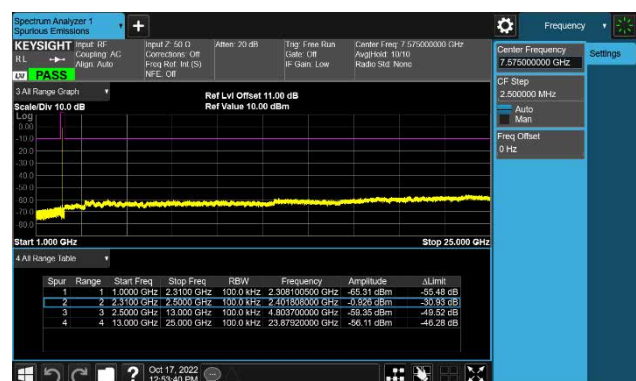 Spectrum Analyzer 1
Spurious Emissions
Frequency
KEYSIGHT Input: RF
RL
Coupling: AC
Align: Auto
LXI PASS
Input Z: 50 Ω
Corrections: Off
Freq Ref: Int (S)
NFE: Off
Atten: 20 dB
Trig: Free Run
Gate: Off
IF Gain: Low
Center Freq: 7.575000000 GHz
Avg|Hold: 10/10
Radio Std: None
Center Frequency
7.575000000 GHz
Settings
CF Step
2.500000 MHz
Auto
Man
Freq Offset
0 Hz
3 All Range Graph
Scale/Div 10.0 dB
Ref Lvl Offset 11.00 dB
Ref Value 10.00 dBm
Log
0.00
-10.0
-20.0
-30.0
-40.0
-50.0
-60.0
-70.0
-80.0
Start 1.000 GHz
Stop 25.000 GHz
4 All Range Table
Spur Range Start Freq Stop Freq RBW Frequency Amplitude ΔLimit
1 1 1.0000 GHz 2.3100 GHz 100.0 kHz 2.308100500 GHz -65.31 dBm -55.48 dB
2 2 2.3100 GHz 2.5000 GHz 100.0 kHz 2.401808000 GHz -0.926 dBm -30.93 dB
3 3 2.5000 GHz 13.000 GHz 100.0 kHz 4.803700000 GHz -59.35 dBm -49.52 dB
4 4 13.000 GHz 25.000 GHz 100.0 kHz 23.87920000 GHz -56.11 dBm -46.28 dB
?
Oct 17, 2022
12:53:40 PM